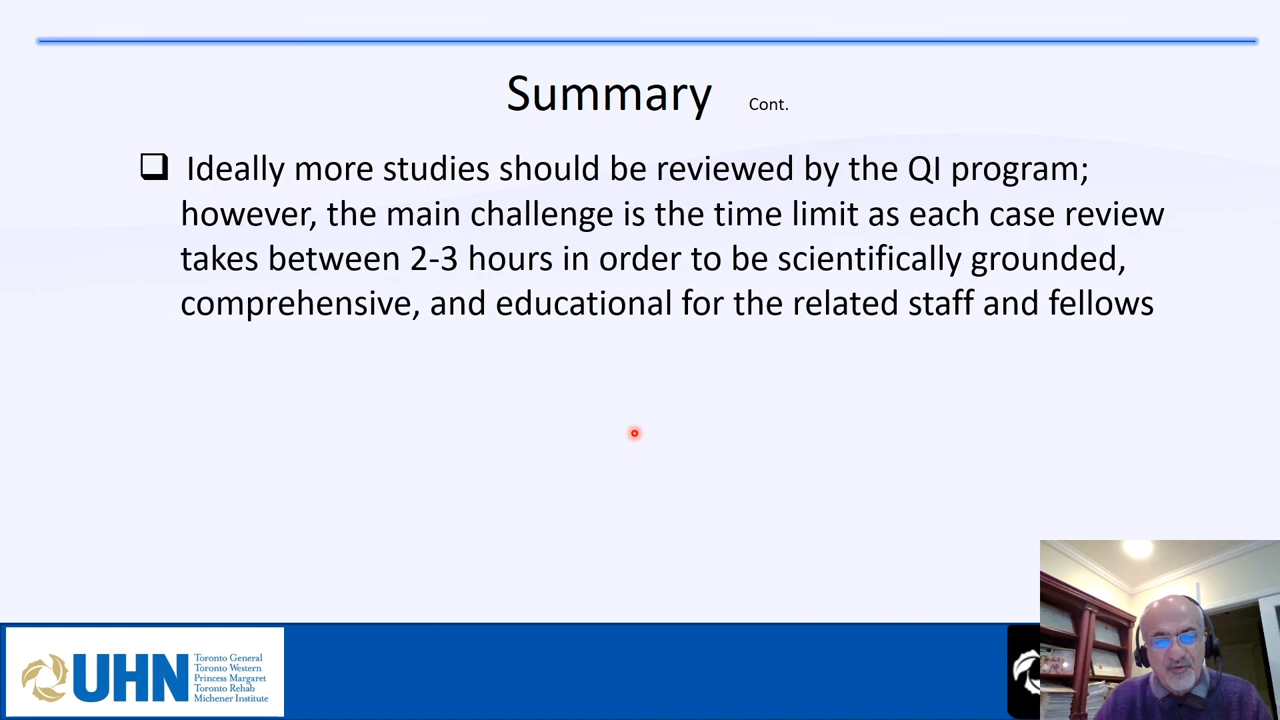 Summary Cont.
❑ Ideally more studies should be reviewed by the QI program;
however, the main challenge is the time limit as each case review
takes between 2-3 hours in order to be scientifically grounded,
comprehensive, and educational for the related staff and fellows
UHN
Toronto General
Toronto Western
Princess Margaret
Toronto Rehab
Michener Institute